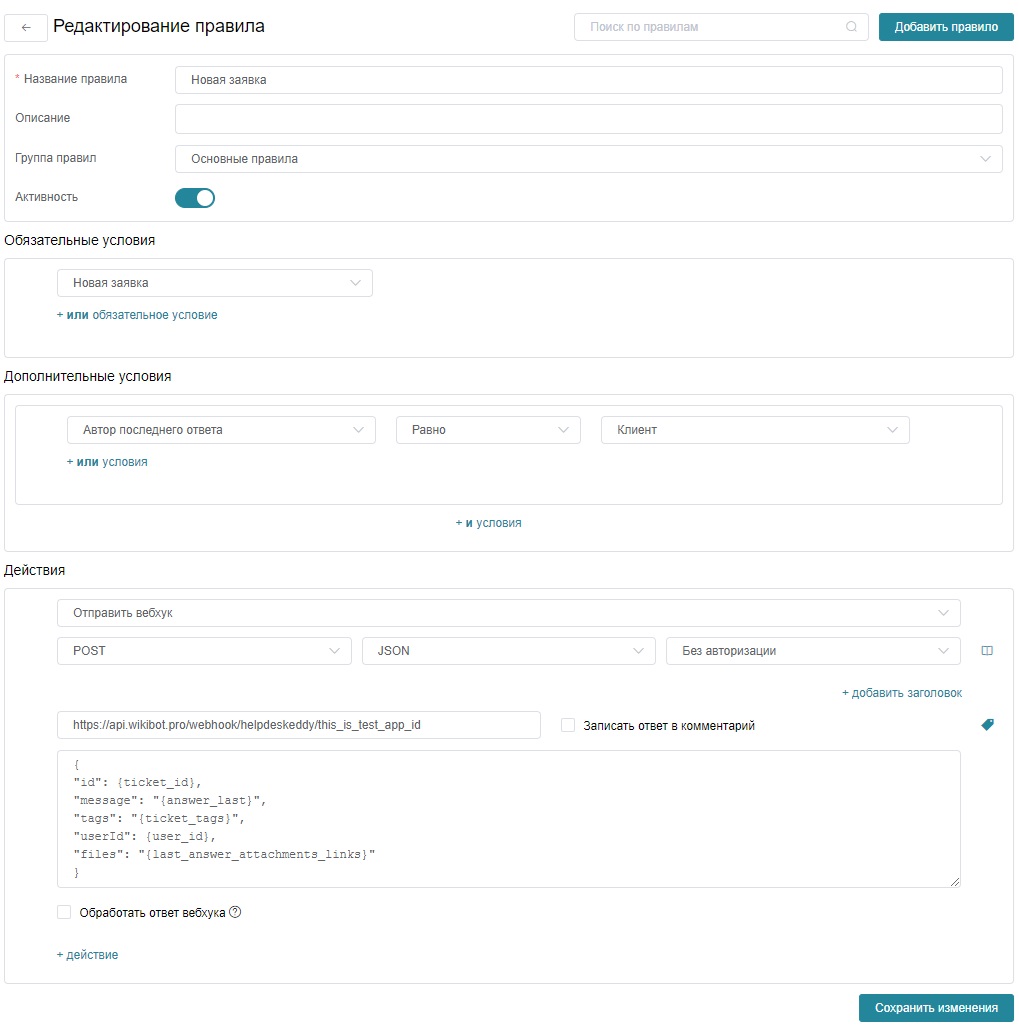 Редактирование правила
Поиск по правилам
Добавить правило
* Название правила
Новая заявка
Описание
Группа правил
Основные правила
Активность
Обязательные условия
Новая заявка
+ или обязательное условие
Дополнительные условия
Автор последнего ответа
Равно
Клиент
+ или условия
+ и условия
Действия
Отправить вебхук
POST
JSON
Без авторизации
+ добавить заголовок
https://api.wikibot.pro/webhook/helpdeskeddy/this_is_test_app_id
Записать ответ в комментарий
{
"id": {ticket_id},
"message": "{answer_last}",
"tags": "{ticket_tags}",
"userId": {user_id},
"files": "{last_answer_attachments_links}"
}
Обработать ответ вебхука ?
+ действие
Сохранить изменения